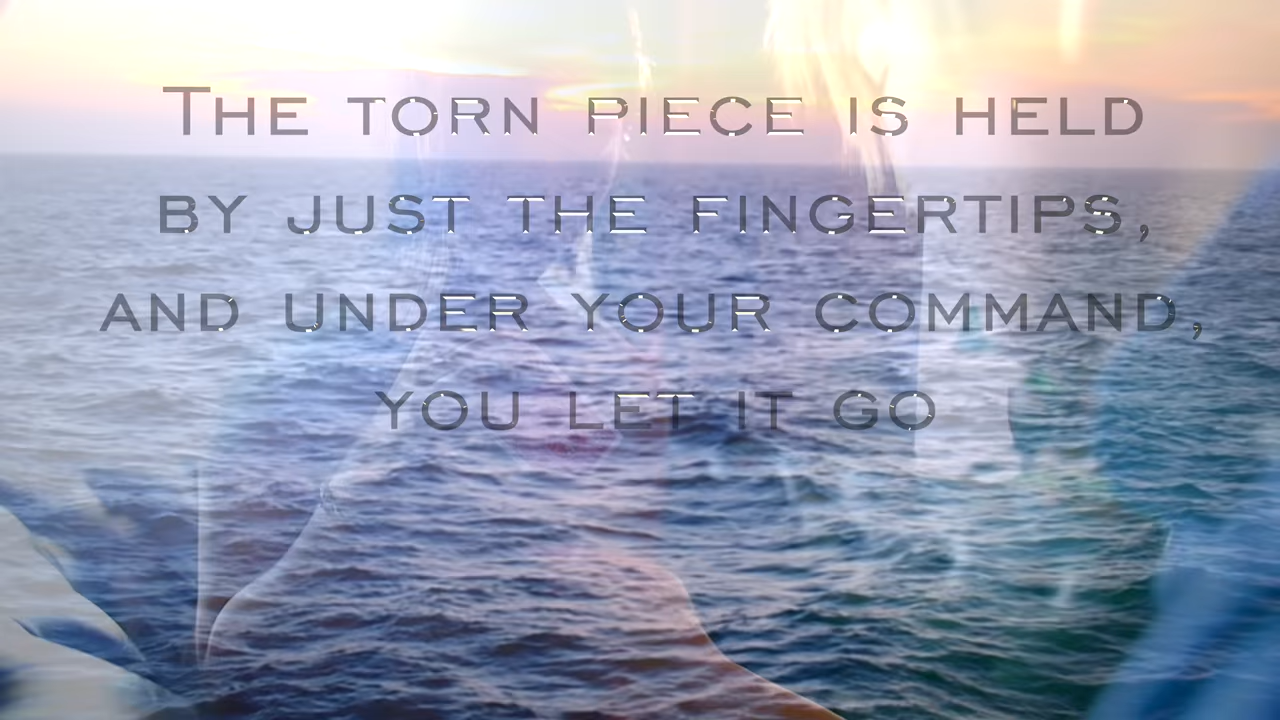 The torn piece is held
by just the fingertips,
and under your command,
you let it go